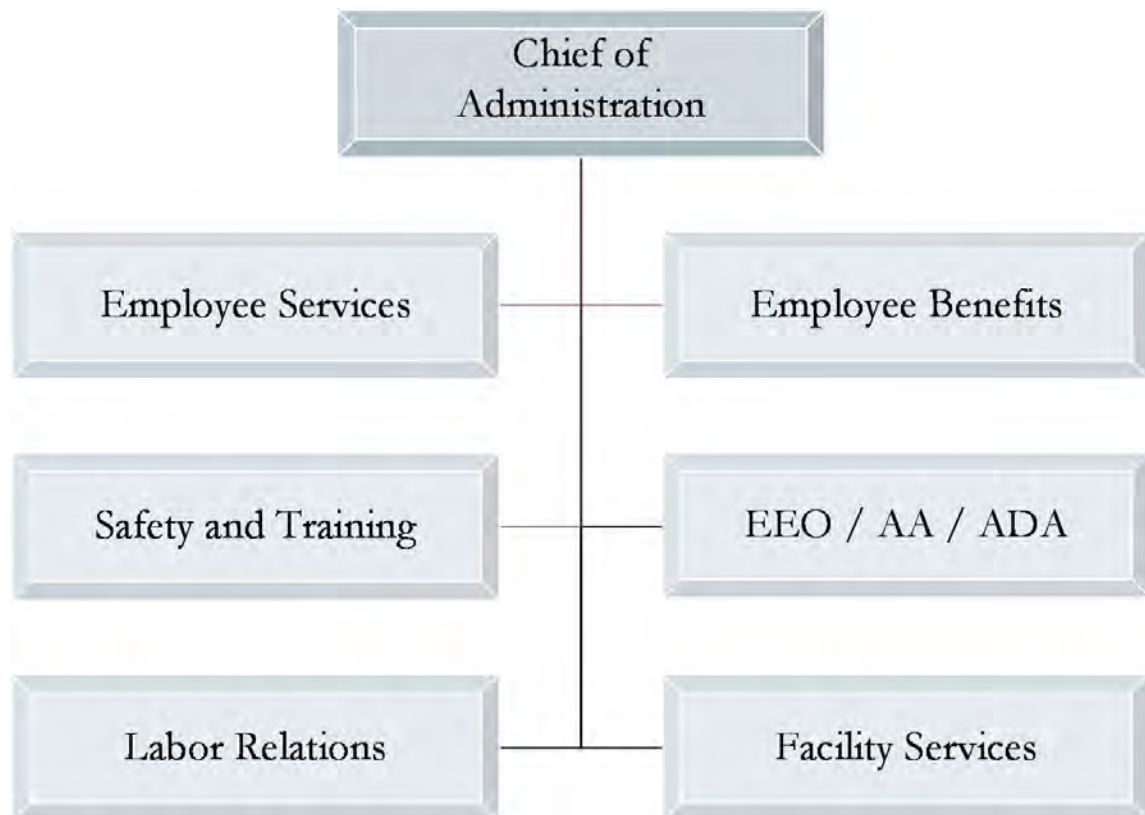 Chief of
Administration
Employee Services
Employee Benefits
Safety and Training
EEO / AA / ADA
Labor Relations
Facility Services